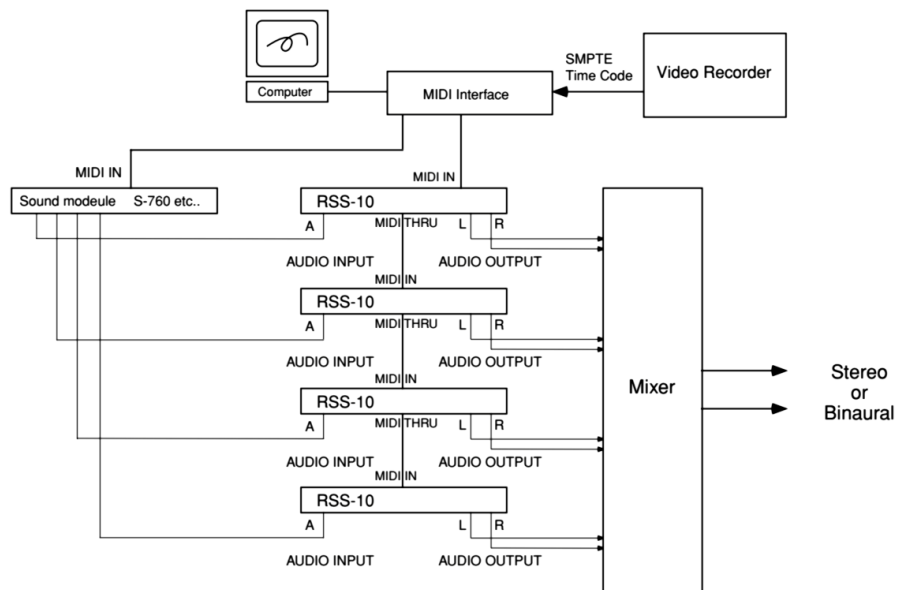 SMPTE
Time Code
Video Recorder
Computer
MIDI Interface
MIDI IN
MIDI IN
Sound modeule S-760 etc..
RSS-10
A
MIDI THRU
L
R
AUDIO INPUT
AUDIO OUTPUT
MIDI IN
RSS-10
A
MIDI THRU
L
R
AUDIO INPUT
AUDIO OUTPUT
MIDI IN
RSS-10
A
MIDI THRU
L
R
AUDIO INPUT
AUDIO OUTPUT
MIDI IN
RSS-10
A
L
R
AUDIO INPUT
AUDIO OUTPUT
Mixer
Stereo
or
Binaural